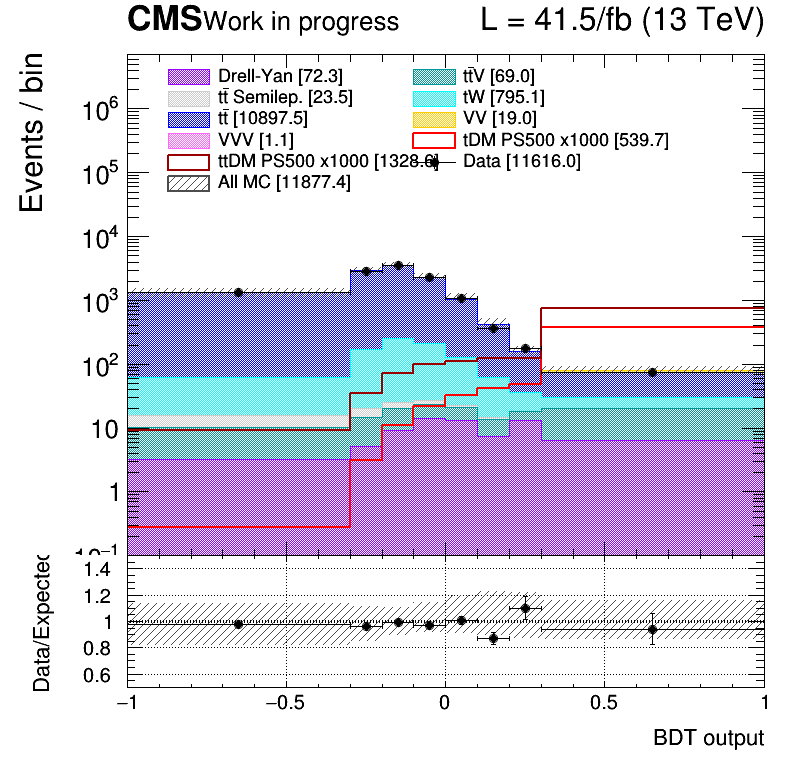 CMS Work in progress L = 41.5/fb (13 TeV)
Events / bin
Drell-Yan [72.3] tt̄V [69.0]
tt̄ Semilep. [23.5] tW [795.1]
tt̄ [10897.5] VV [19.0]
VVV [1.1] tDM PS500 x1000 [539.7]
ttDM PS500 x1000 [1328.6] Data [11616.0]
All MC [11877.4]
10⁶
10⁵
10⁴
10³
10²
10
1
10⁻¹
Data/Expected
1.4
1.2
1
0.8
0.6
−1 −0.5 0 0.5 1
BDT output